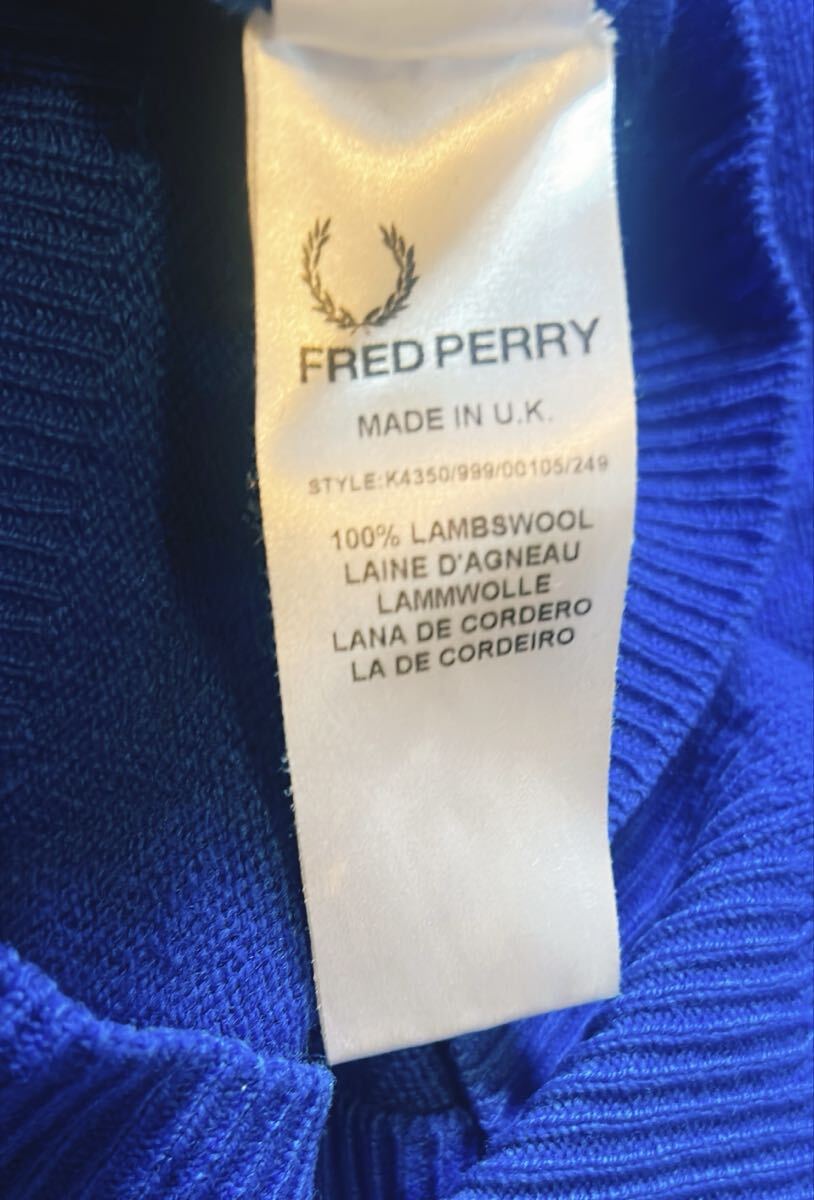 FRED PERRY
MADE IN U.K.
STYLE:K4350/999/00105/249
100% LAMBSWOOL
LAINE D'AGNEAU
LAMMWOLLE
LANA DE CORDERO
LA DE CORDEIRO